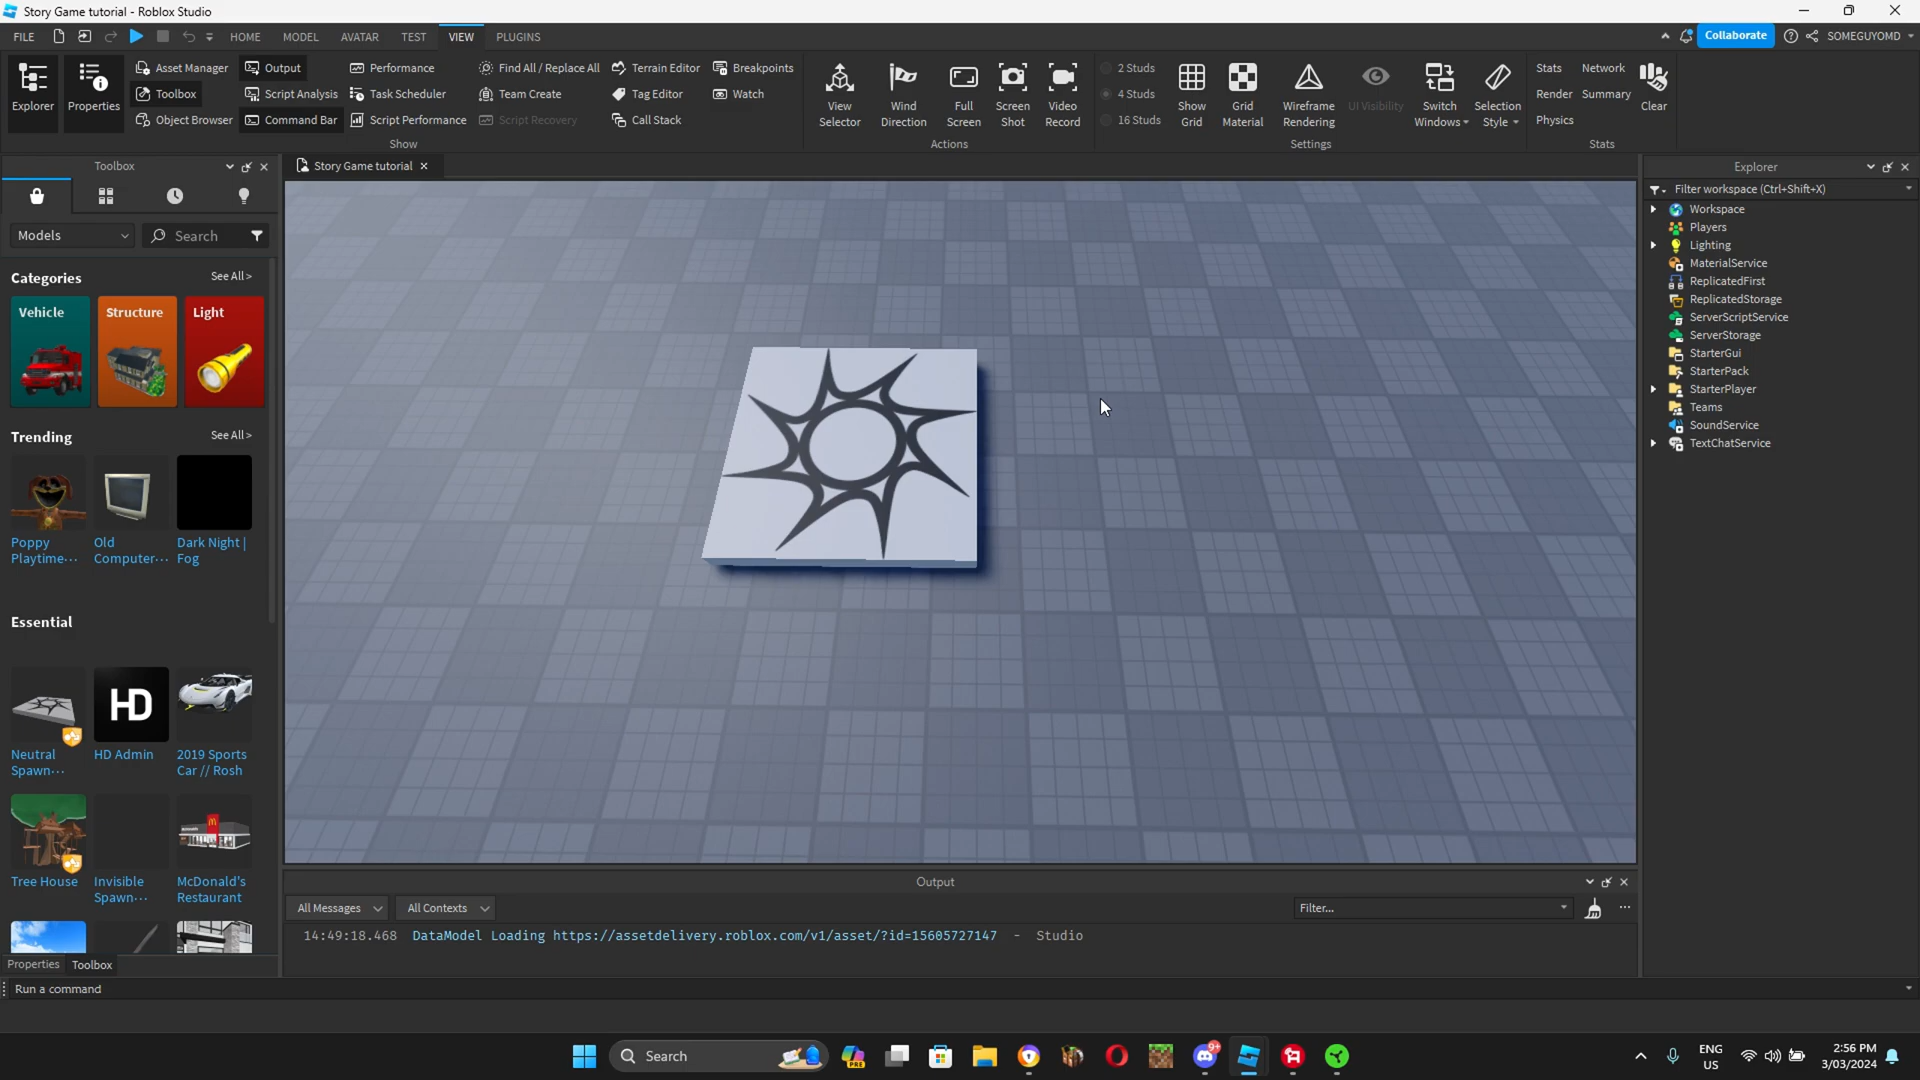 Story Game tutorial - Roblox Studio
FILE HOME MODEL AVATAR TEST VIEW PLUGINS Collaborate SOMEGUYOMD
Explorer
Properties
Asset Manager
Toolbox
Object Browser
Output
Script Analysis
Command Bar
Performance
Task Scheduler
Script Performance
Find All / Replace All
Team Create
Script Recovery
Terrain Editor
Tag Editor
Call Stack
Breakpoints
Watch
Show
View
Selector
Wind
Direction
Full
Screen
Screen
Shot
Video
Record
Actions
2 Studs
4 Studs
16 Studs
Show
Grid
Grid
Material
Wireframe
Rendering
UI Visibility
Switch
Windows
Selection
Style
Settings
Stats
Network
Render
Summary
Physics
Clear
Stats
Toolbox
Models
Search
Categories
See All >
Vehicle
Structure
Light
Trending
See All >
Poppy
Playtime...
Old
Computer...
Dark Night |
Fog
Essential
HD
Neutral
Spawn...
HD Admin
2019 Sports
Car // Rosh
Tree House
Invisible
Spawn...
McDonald's
Restaurant
Properties Toolbox
Story Game tutorial
Explorer
Filter workspace (Ctrl+Shift+X)
Workspace
Players
Lighting
MaterialService
ReplicatedFirst
ReplicatedStorage
ServerScriptService
ServerStorage
StarterGui
StarterPack
StarterPlayer
Teams
SoundService
TextChatService
Output
All Messages
All Contexts
Filter...
14:49:18.468 DataModel Loading https://assetdelivery.roblox.com/v1/asset/?id=15605727147 - Studio
Run a command
Search
PRE
9+
ENG
US
2:56 PM
3/03/2024